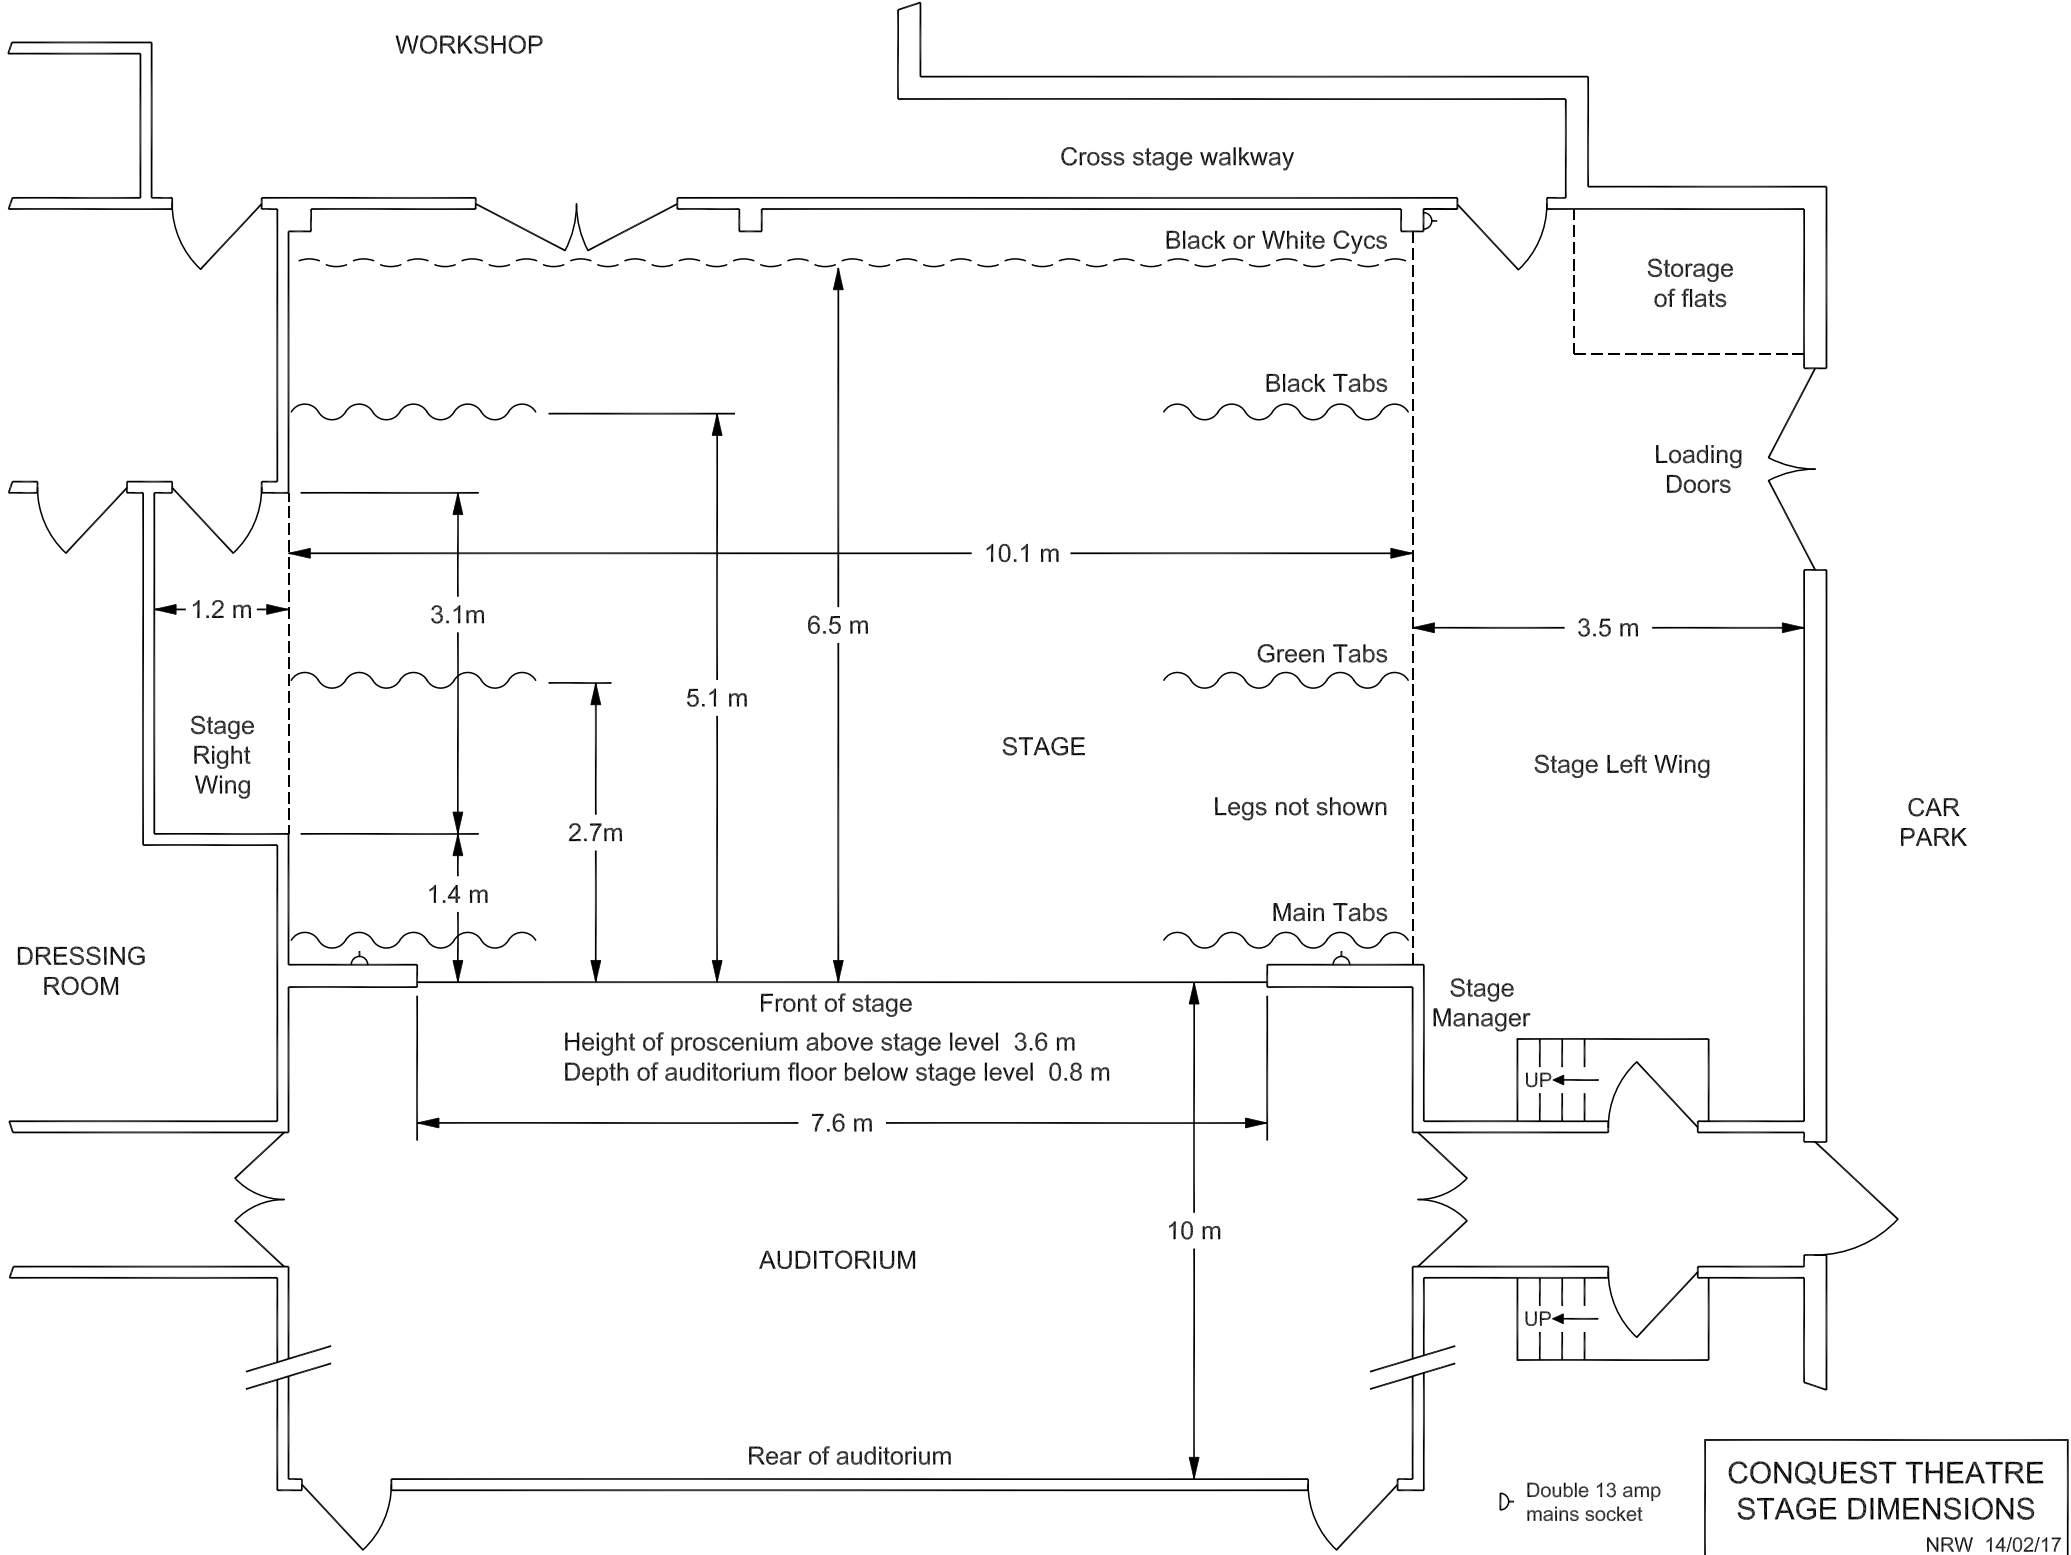 WORKSHOP
Cross stage walkway
Black or White Cycs
Storage
of flats
Black Tabs
Loading
Doors
10.1 m
1.2 m
3.1m
6.5 m
3.5 m
Green Tabs
5.1 m
Stage
Right
Wing
STAGE
Stage Left Wing
Legs not shown
CAR
PARK
2.7m
1.4 m
Main Tabs
DRESSING
ROOM
Stage
Manager
Front of stage
Height of proscenium above stage level 3.6 m
Depth of auditorium floor below stage level 0.8 m
UP
7.6 m
10 m
AUDITORIUM
UP
Rear of auditorium
Double 13 amp
mains socket
CONQUEST THEATRE
STAGE DIMENSIONS
NRW 14/02/17